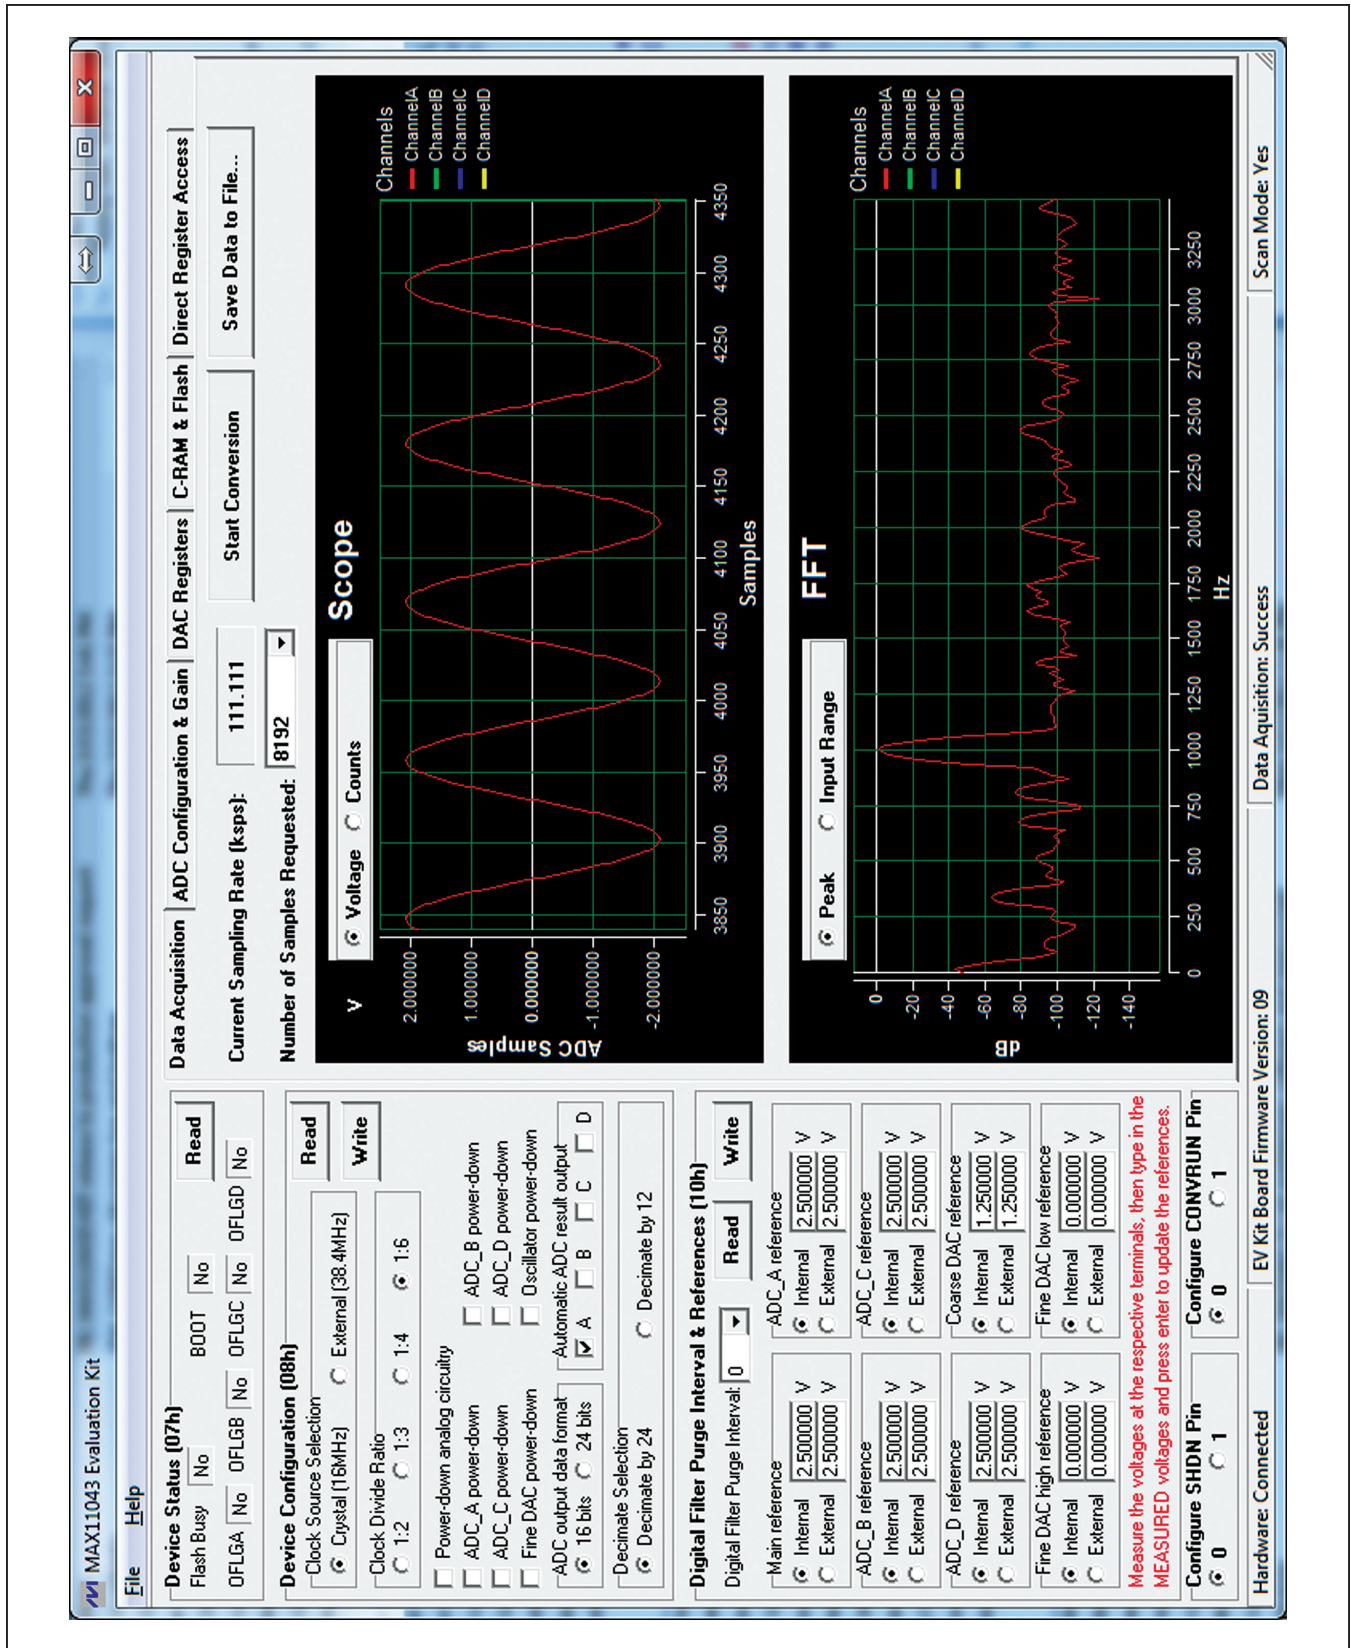 MAX11043 Evaluation Kit
File Help
Device Status (07h)
Flash Busy No BOOT No Read
OFLGA No OFLGB No OFLGC No OFLGD No
Device Configuration (08h)
Clock Source Selection
Crystal (16MHz) External (38.4MHz)
Read
Clock Divide Ratio
1:2 1:3 1:4 1:6
Write
Power-down analog circuitry
ADC_A power-down ADC_B power-down
ADC_C power-down ADC_D power-down
Fine DAC power-down Oscillator power-down
ADC output data format
16 bits 24 bits
Automatic ADC result output
A B C D
Decimate Selection
Decimate by 24 Decimate by 12
Digital Filter Purge Interval & References (10h)
Digital Filter Purge Interval: 0 Read Write
Main reference
Internal 2.500000 V
External 2.500000 V
ADC_A reference
Internal 2.500000 V
External 2.500000 V
ADC_B reference
Internal 2.500000 V
External 2.500000 V
ADC_C reference
Internal 2.500000 V
External 2.500000 V
ADC_D reference
Internal 2.500000 V
External 2.500000 V
Coarse DAC reference
Internal 1.250000 V
External 1.250000 V
Fine DAC high reference
Internal 0.000000 V
External 0.000000 V
Fine DAC low reference
Internal 0.000000 V
External 0.000000 V
Measure the voltages at the respective terminals, then type in the
MEASURED voltages and press enter to update the references.
Configure SHDN Pin
0 1
Configure CONVRUN Pin
0 1
Data Acquisition ADC Configuration & Gain DAC Registers C-RAM & Flash Direct Register Access
Current Sampling Rate (ksps): 111.111 Start Conversion Save Data to File...
Number of Samples Requested: 8192
V Voltage Counts Scope
Channels
ChannelA
ChannelB
ChannelC
ChannelD
ADC Samples
2.000000
1.000000
0.000000
-1.000000
-2.000000
3850 3900 3950 4000 4050 4100 4150 4200 4250 4300 4350
Samples
Peak Input Range FFT
Channels
ChannelA
ChannelB
ChannelC
ChannelD
dB
0
-20
-40
-60
-80
-100
-120
-140
0 250 500 750 1000 1250 1500 1750 2000 2250 2500 2750 3000 3250
Hz
Hardware: Connected EV Kit Board Firmware Version: 09 Data Aquisition: Success Scan Mode: Yes